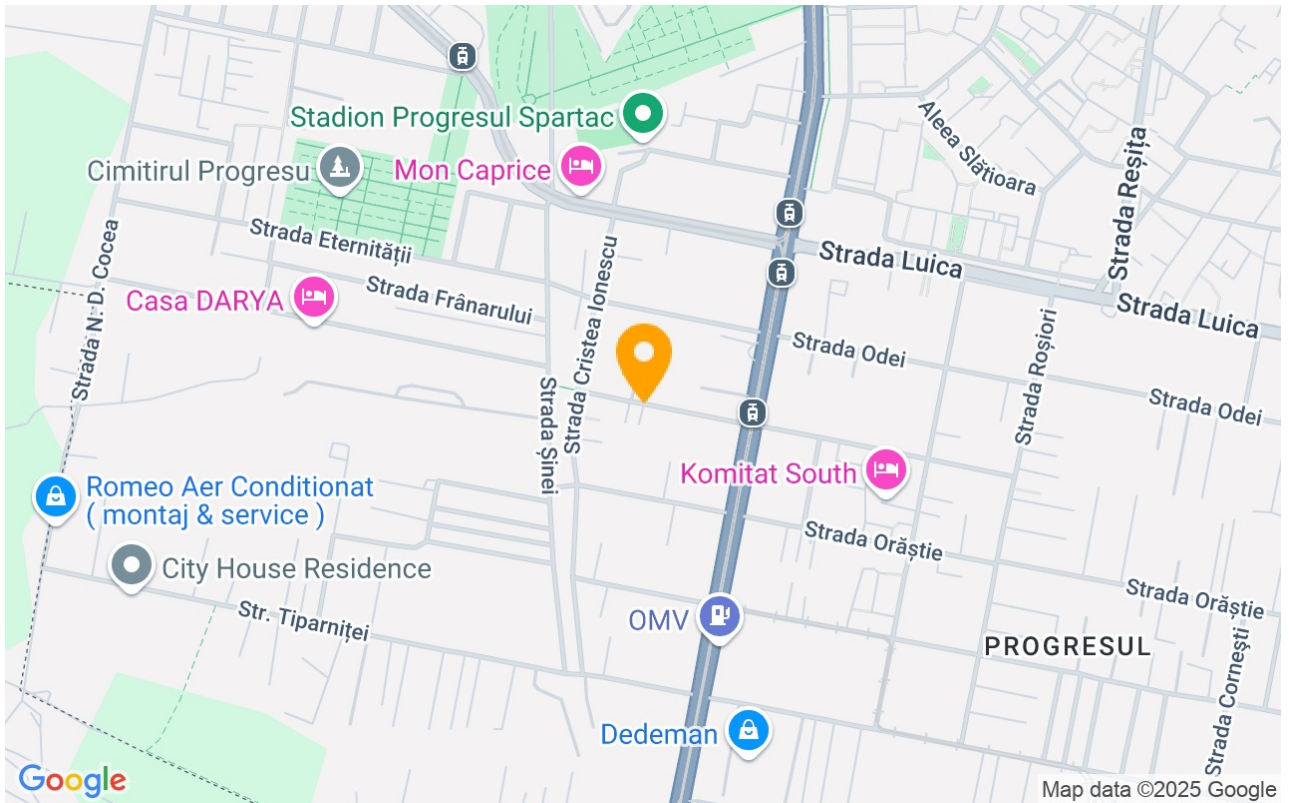 Stadion Progresul Spartac
Cimitirul Progresu
Mon Caprice
Aleea Slătioara
Strada Reșița
Strada N. D. Cocea
Strada Eternității
Strada Luica
Strada Frânarului
Casa DARYA
Strada Cristea Ionescu
Strada Luica
Strada Odei
Strada Roșiori
Strada Odei
Strada Șinei
Komitat South
Romeo Aer Conditionat
( montaj & service )
Strada Orăștie
City House Residence
Strada Orăștie
Str. Tiparniței
OMV
PROGRESUL
Strada Cornești
Dedeman
Google
Map data ©2025 Google